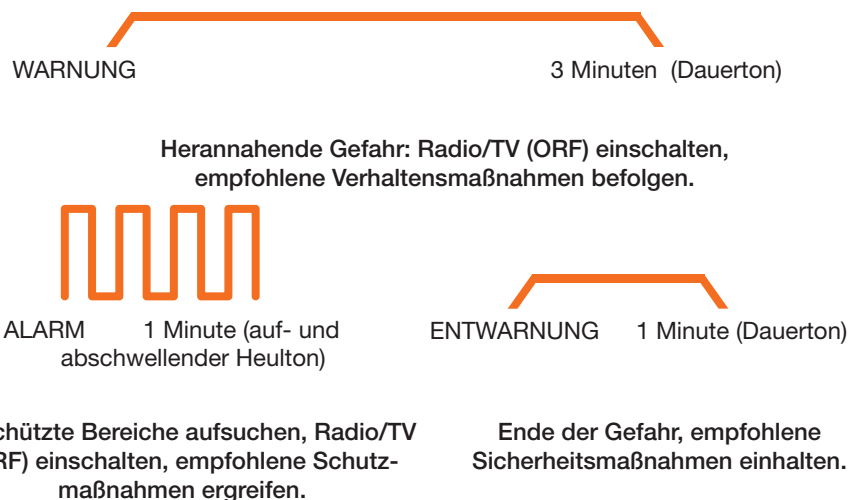 WARNUNG 3 Minuten (Dauerton)
Herannahende Gefahr: Radio/TV (ORF) einschalten,
empfohlene Verhaltensmaßnahmen befolgen.
ALARM 1 Minute (auf- und
abschwellender Heulton)
chützte Bereiche aufsuchen, Radio/TV
RF) einschalten, empfohlene Schutz-
maßnahmen ergreifen.
ENTWARNUNG 1 Minute (Dauerton)
Ende der Gefahr, empfohlene
Sicherheitsmaßnahmen einhalten.